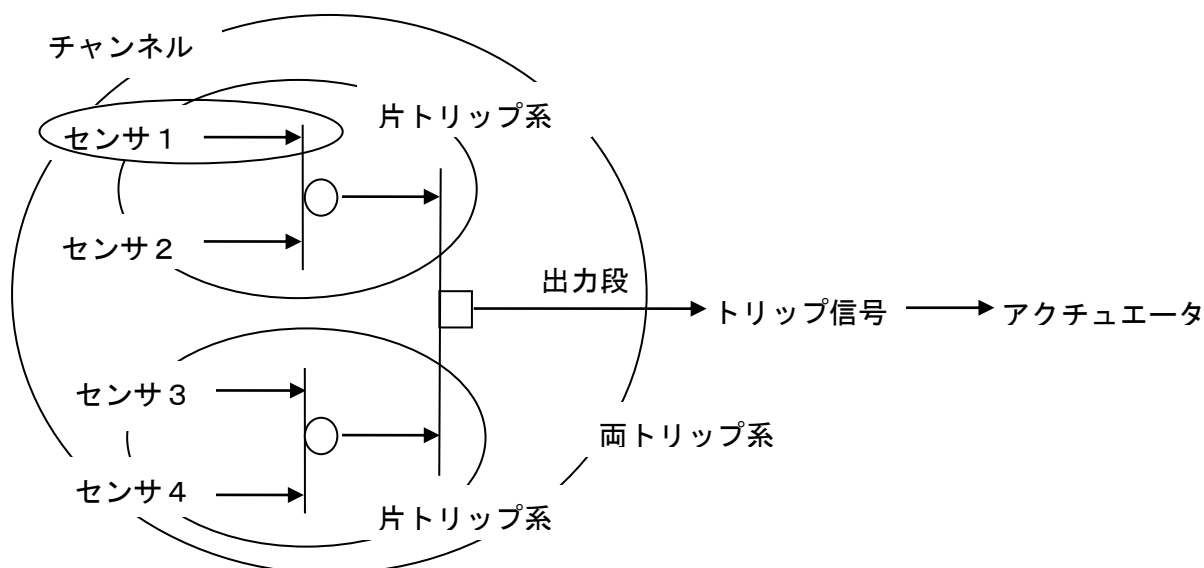 チャンネル
片トリップ系
センサ１
センサ２
出力段
トリップ信号
アクチュエータ
センサ３
両トリップ系
センサ４
片トリップ系